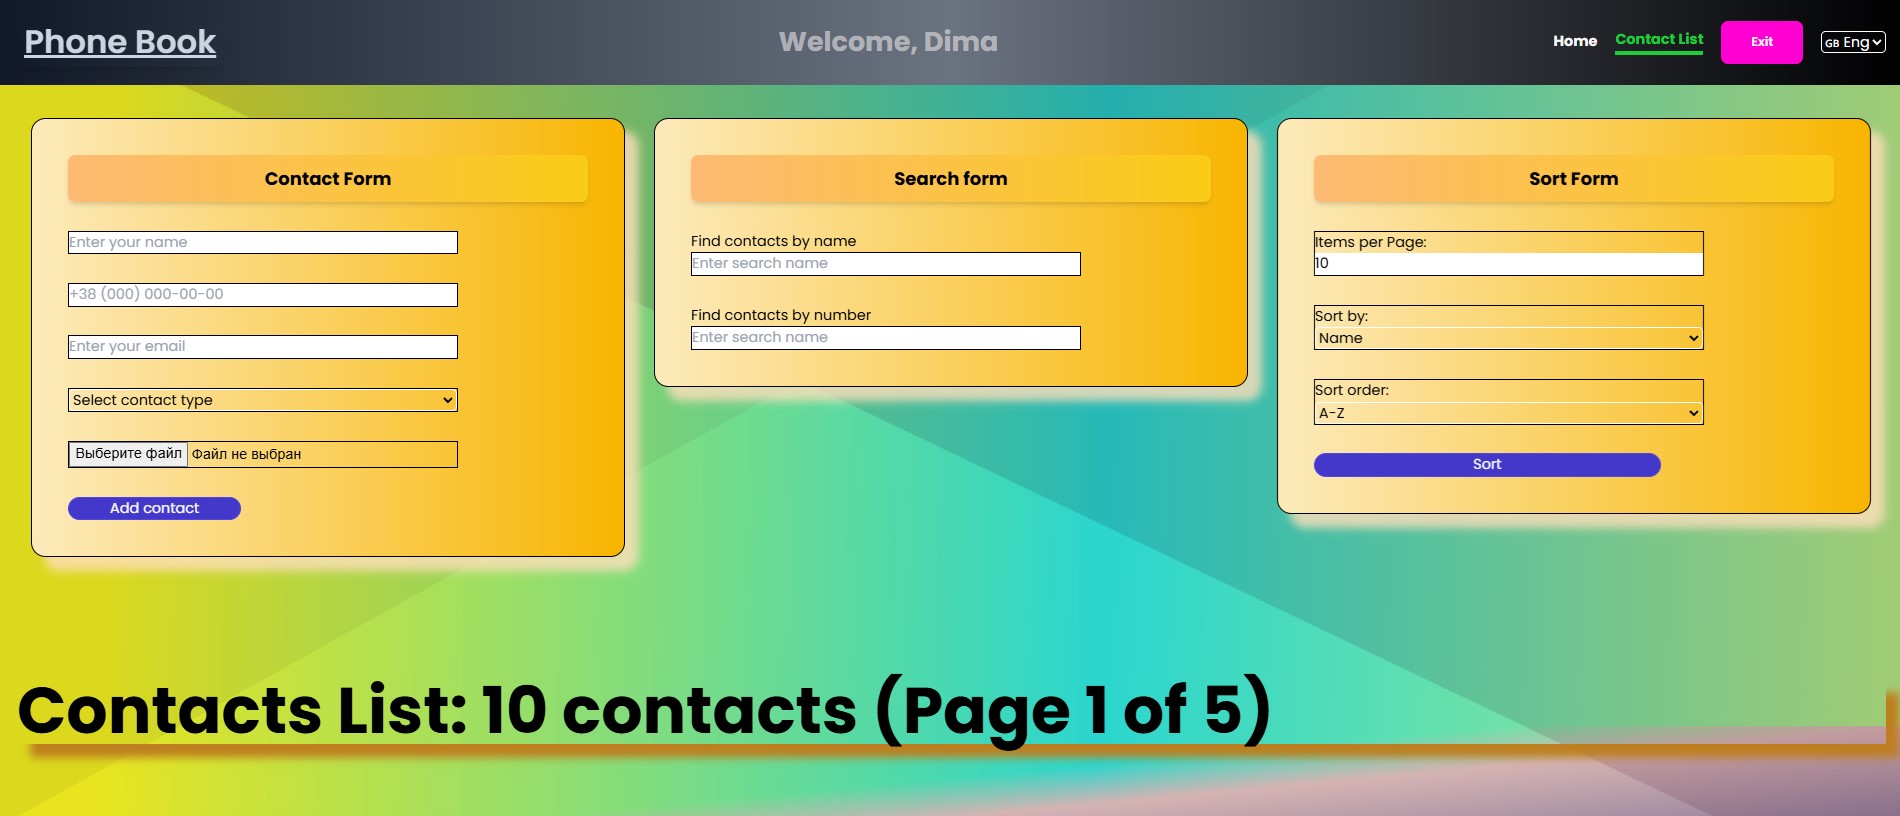 Phone Book
Welcome, Dima
Home
Contact List
Exit
GB Eng
Contact Form
Enter your name
+38 (000) 000-00-00
Enter your email
Select contact type
Выберите файл Файл не выбран
Add contact
Search form
Find contacts by name
Enter search name
Find contacts by number
Enter search name
Sort Form
Items per Page:
10
Sort by:
Name
Sort order:
A-Z
Sort
Contacts List: 10 contacts (Page 1 of 5)